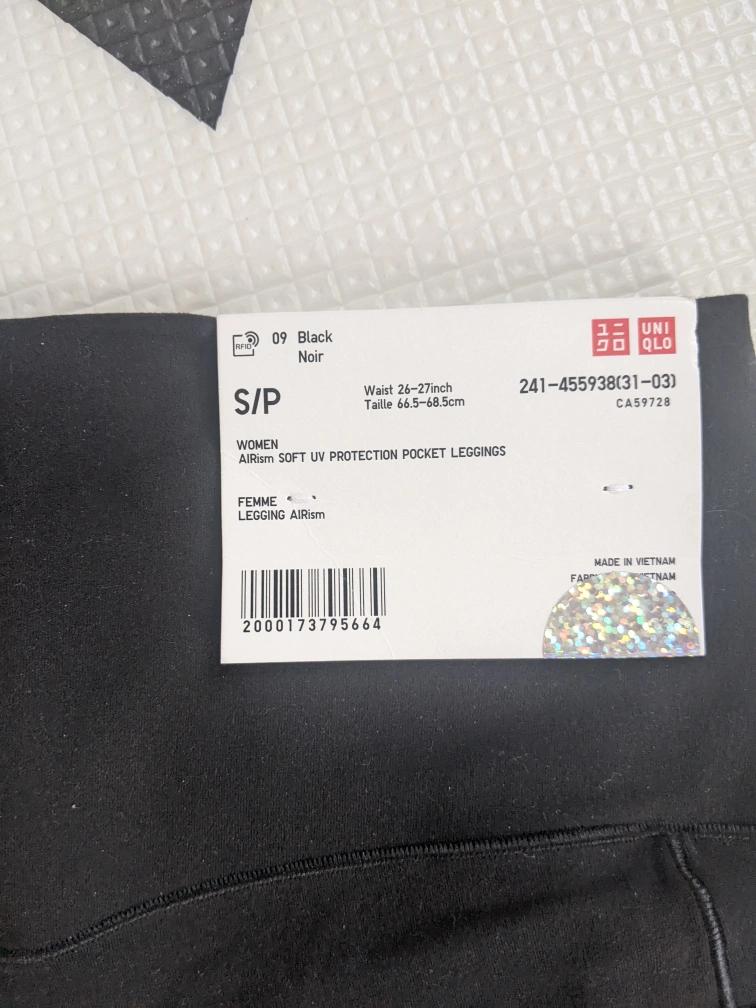 RFID
09 Black
Noir
ユニ
クロ
UNI
QLO
S/P
Waist 26-27inch
Taille 66.5-68.5cm
241-455938(31-03)
CA59728
WOMEN
AIRism SOFT UV PROTECTION POCKET LEGGINGS
FEMME
LEGGING AIRism
MADE IN VIETNAM
2000173795664